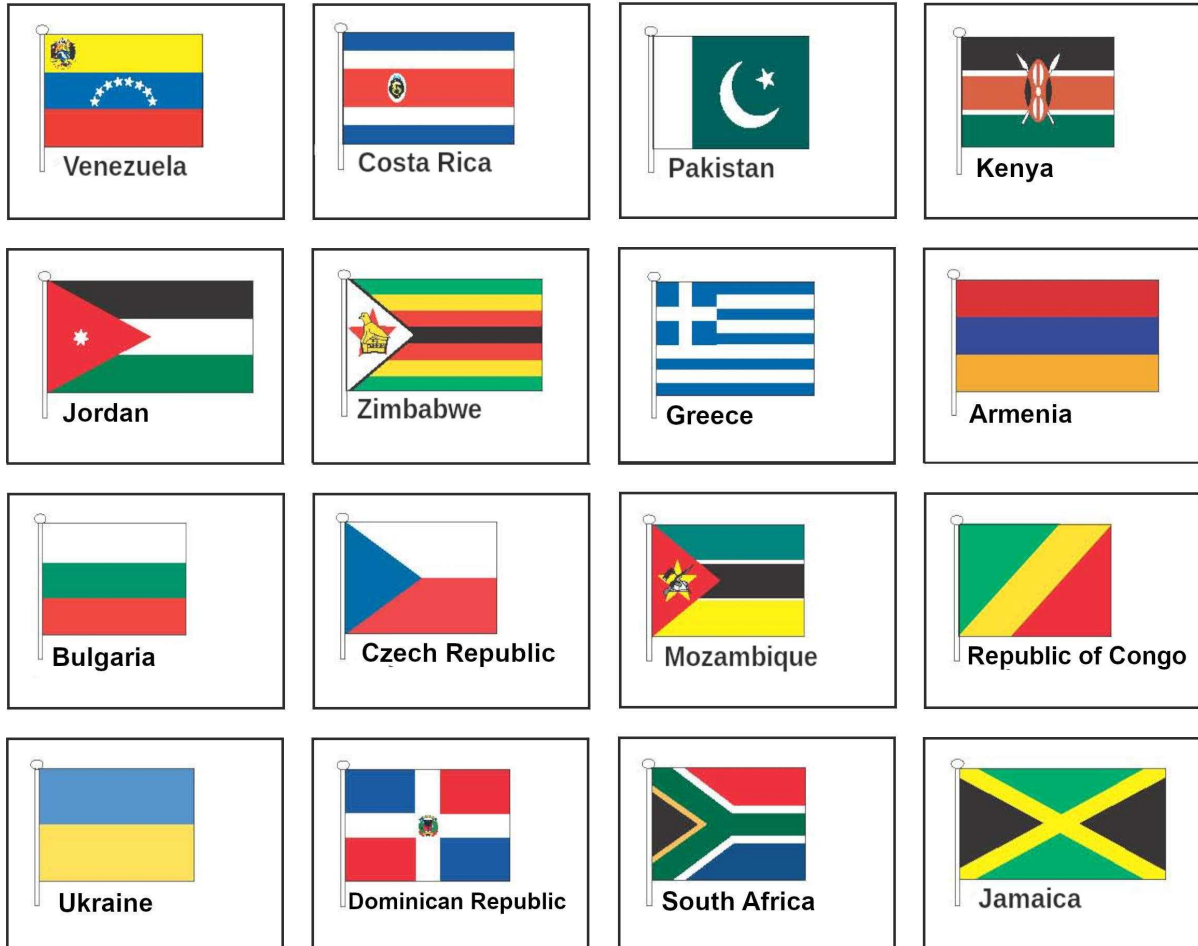 Venezuela
Costa Rica
Pakistan
Kenya
Jordan
Zimbabwe
Greece
Armenia
Bulgaria
Czech Republic
Mozambique
Republic of Congo
Ukraine
Dominican Republic
South Africa
Jamaica